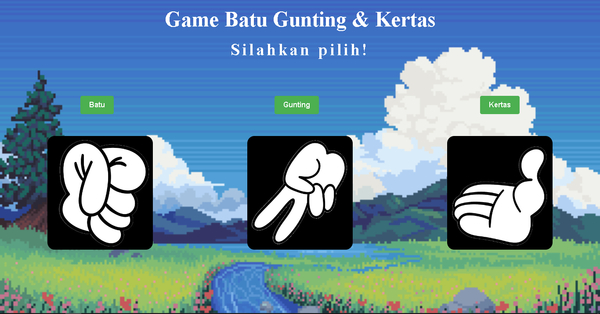 Game Batu Gunting & Kertas
Silahkan pilih!
Batu
Gunting
Kertas